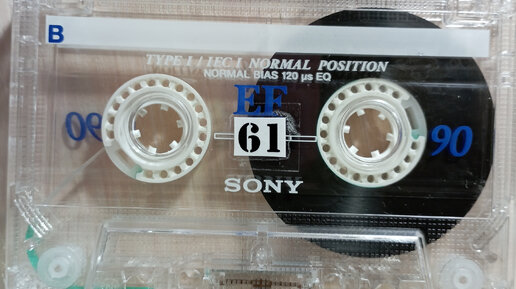 B
TYPE I / IEC I NORMAL POSITION
NORMAL BIAS 120 µs EQ
EF
90
61
90
SONY